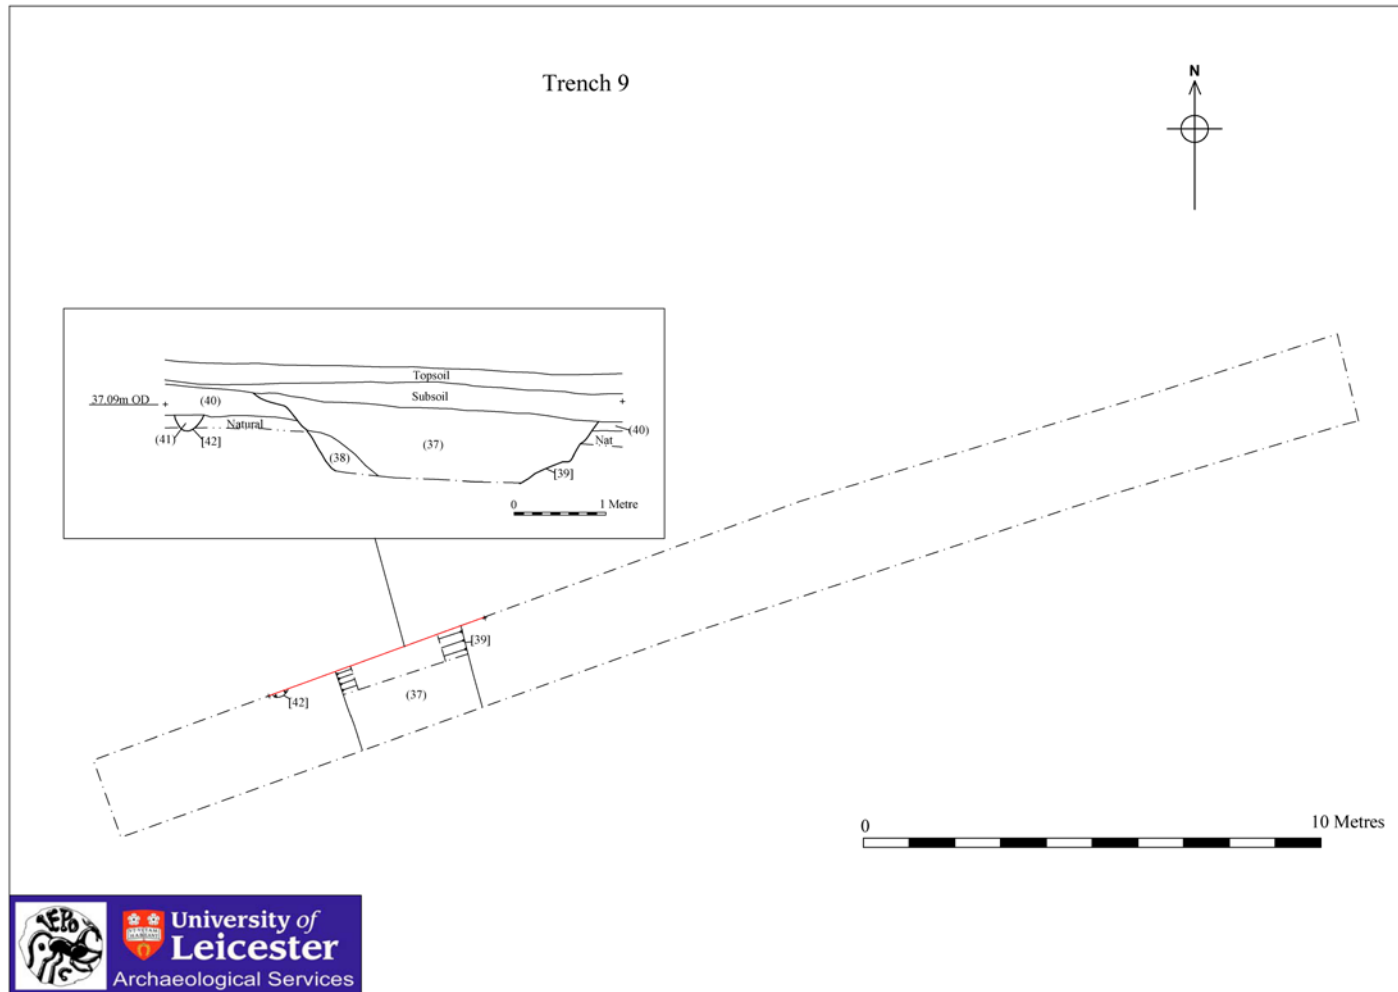 Trench 9
N
Topsoil
Subsoil
37.09m OD
(40)
Natural
(41)
[42]
(38)
(37)
(40)
Nat
[39]
0 1 Metre
[39]
(37)
[42]
0 10 Metres
University of
Leicester
Archaeological Services